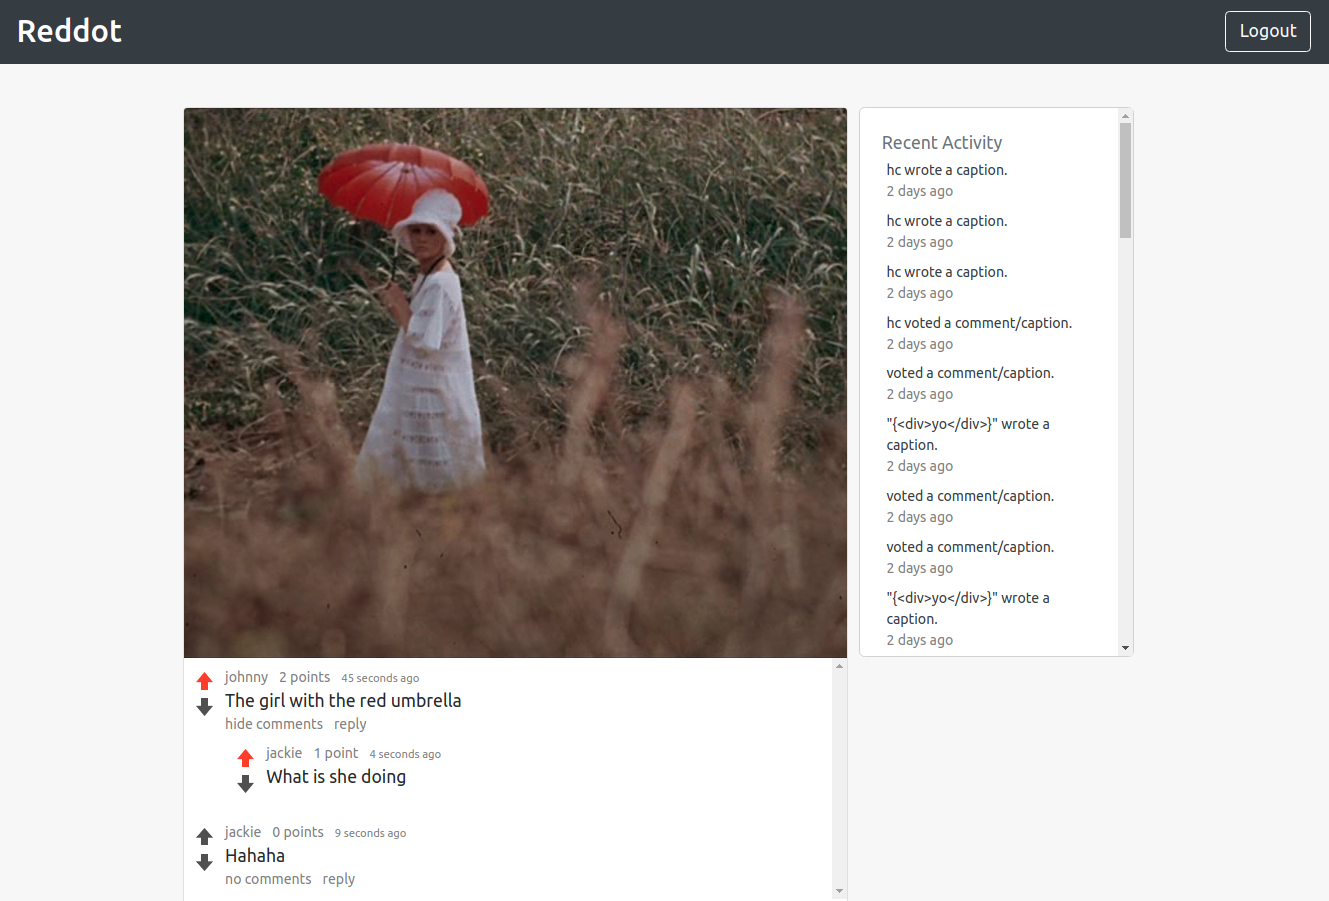 Reddot
Logout
johnny 2 points 45 seconds ago
The girl with the red umbrella
hide comments reply
jackie 1 point 4 seconds ago
What is she doing
jackie 0 points 9 seconds ago
Hahaha
no comments reply
Recent Activity
hc wrote a caption.
2 days ago
hc wrote a caption.
2 days ago
hc wrote a caption.
2 days ago
hc voted a comment/caption.
2 days ago
voted a comment/caption.
2 days ago
"{<div>yo</div>}" wrote a
caption.
2 days ago
voted a comment/caption.
2 days ago
voted a comment/caption.
2 days ago
"{<div>yo</div>}" wrote a
caption.
2 days ago